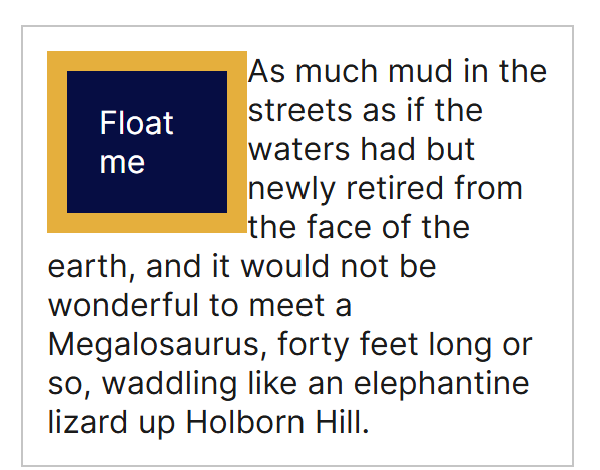 Float
me
As much mud in the
streets as if the
waters had but
newly retired from
the face of the
earth, and it would not be
wonderful to meet a
Megalosaurus, forty feet long or
so, waddling like an elephantine
lizard up Holborn Hill.